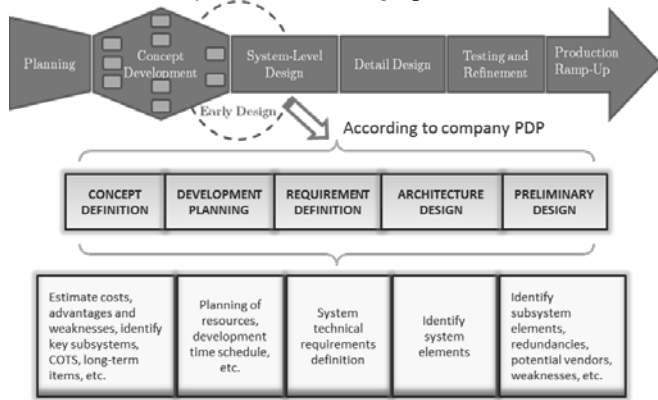 Planning
Concept
Development
System-Level
Design
Detail Design
Testing and
Refinement
Production
Ramp-Up
Early Design
According to company PDP
CONCEPT
DEFINITION
DEVELOPMENT
PLANNING
REQUIREMENT
DEFINITION
ARCHITECTURE
DESIGN
PRELIMINARY
DESIGN
Estimate costs,
advantages and
weaknesses, identify
key subsystems,
COTS, long-term
items, etc.
Planning of
resources,
development
time schedule,
etc.
System
technical
requirements
definition
Identify
system
elements
Identify
subsystem
elements,
redundancies,
potential vendors,
weaknesses, etc.